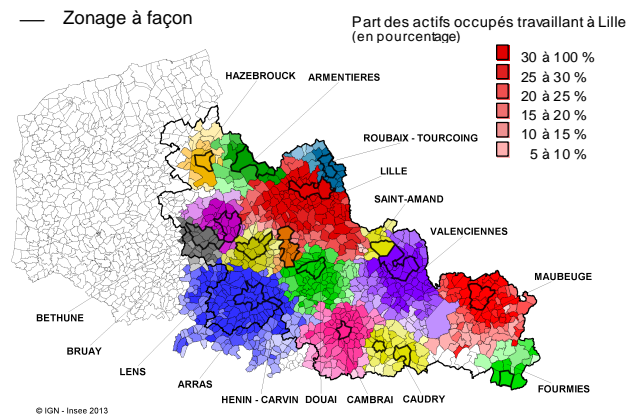 Zonage à façon
Part des actifs occupés travaillant à Lille
(en pourcentage)
30 à 100 %
25 à 30 %
20 à 25 %
15 à 20 %
10 à 15 %
5 à 10 %
HAZEBROUCK
ARMENTIERES
ROUBAIX - TOURCOING
LILLE
SAINT-AMAND
VALENCIENNES
MAUBEUGE
BETHUNE
BRUAY
LENS
ARRAS
HENIN - CARVIN
DOUAI
CAMBRAI
CAUDRY
FOURMIES
© IGN - Insee 2013